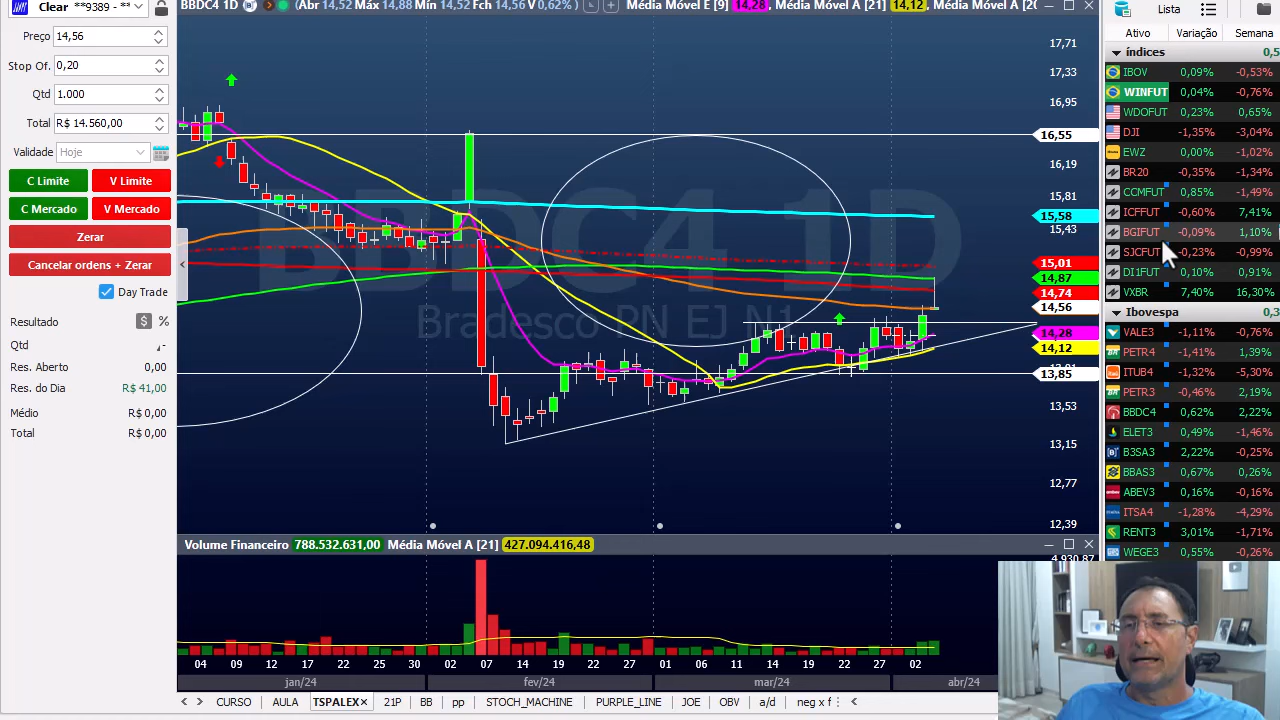 Clear **9389 - **
Preço 14,56
Stop Of. 0,20
Qtd 1.000
Total R$ 14.560,00
Validade Hoje
C Limite V Limite
C Mercado V Mercado
Zerar
Cancelar ordens + Zerar
Day Trade
Resultado $ %
Qtd -
Res. Aberto 0,00
Res. do Dia R$ 41,00
Médio R$ 0,00
Total R$ 0,00
BBDC4 1D (Abr 14,52 Máx 14,88 Mín 14,52 Fch 14,56 V 0,62%) Média Móvel E [9] 14,28, Média Móvel A [21] 14,12, Média Móvel A
BBDC4 1D
Bradesco PN EJ N1
17,71
17,33
16,95
16,55
16,19
15,81
15,58
15,43
15,01
14,87
14,74
14,56
14,28
14,12
13,85
13,53
13,15
12,77
12,39
Volume Financeiro 788.532.631,00 Média Móvel A [21] 427.094.416,48
4.930,87
04 09 12 17 22 25 30 02 07 14 19 22 27 01 06 11 14 19 22 27 02
jan/24 fev/24 mar/24 abr/24
CURSO AULA TSPALEX 21P BB pp STOCH_MACHINE PURPLE_LINE JOE OBV a/d neg x f
Lista
Ativo Variação Semana
índices 0,5
IBOV 0,09% -0,53%
WINFUT 0,04% -0,76%
WDOFUT 0,23% 0,65%
DJI -1,35% -3,04%
EWZ 0,00% -1,02%
BR20 -0,35% -1,34%
CCMFUT 0,85% -1,49%
ICFFUT -0,60% 7,41%
BGIFUT -0,09% 1,10%
SJCFUT -0,23% -0,99%
DI1FUT 0,10% 0,91%
VXBR 7,40% 16,30%
Ibovespa 0,3
VALE3 -1,11% -0,76%
PETR4 -1,41% 1,39%
ITUB4 -1,32% -5,30%
PETR3 -0,46% 2,19%
BBDC4 0,62% 2,22%
ELET3 0,49% -1,46%
B3SA3 2,22% -0,25%
BBAS3 0,67% 0,26%
ABEV3 0,16% -0,16%
ITSA4 -1,28% -4,29%
RENT3 3,01% -1,71%
WEGE3 0,55% -0,26%